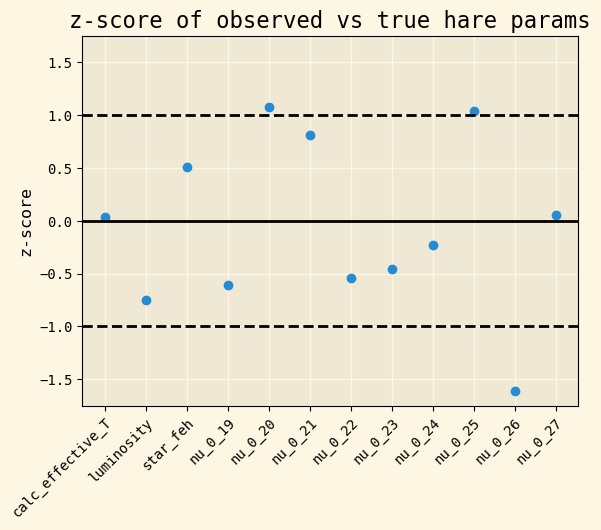 z-score of observed vs true hare params
z-score
1.5
1.0
0.5
0.0
−0.5
−1.0
−1.5
calc_effective_T
luminosity
star_feh
nu_0_19
nu_0_20
nu_0_21
nu_0_22
nu_0_23
nu_0_24
nu_0_25
nu_0_26
nu_0_27